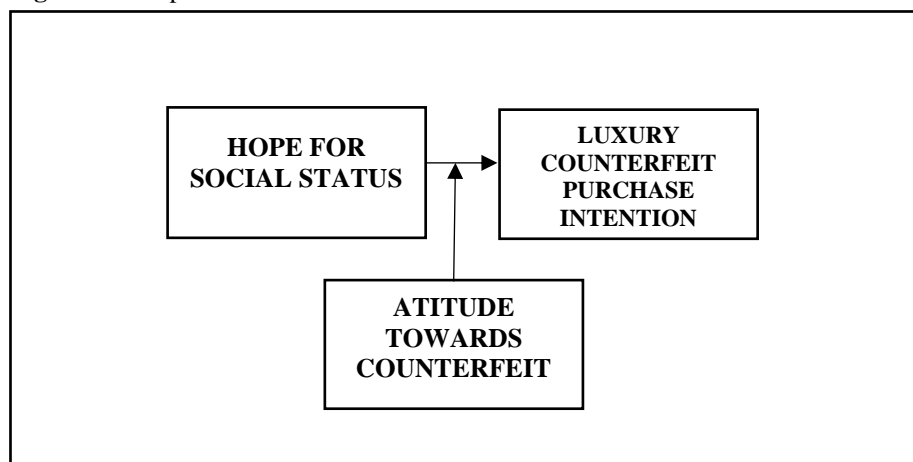 HOPE FOR
SOCIAL STATUS
LUXURY
COUNTERFEIT
PURCHASE
INTENTION
ATITUDE
TOWARDS
COUNTERFEIT